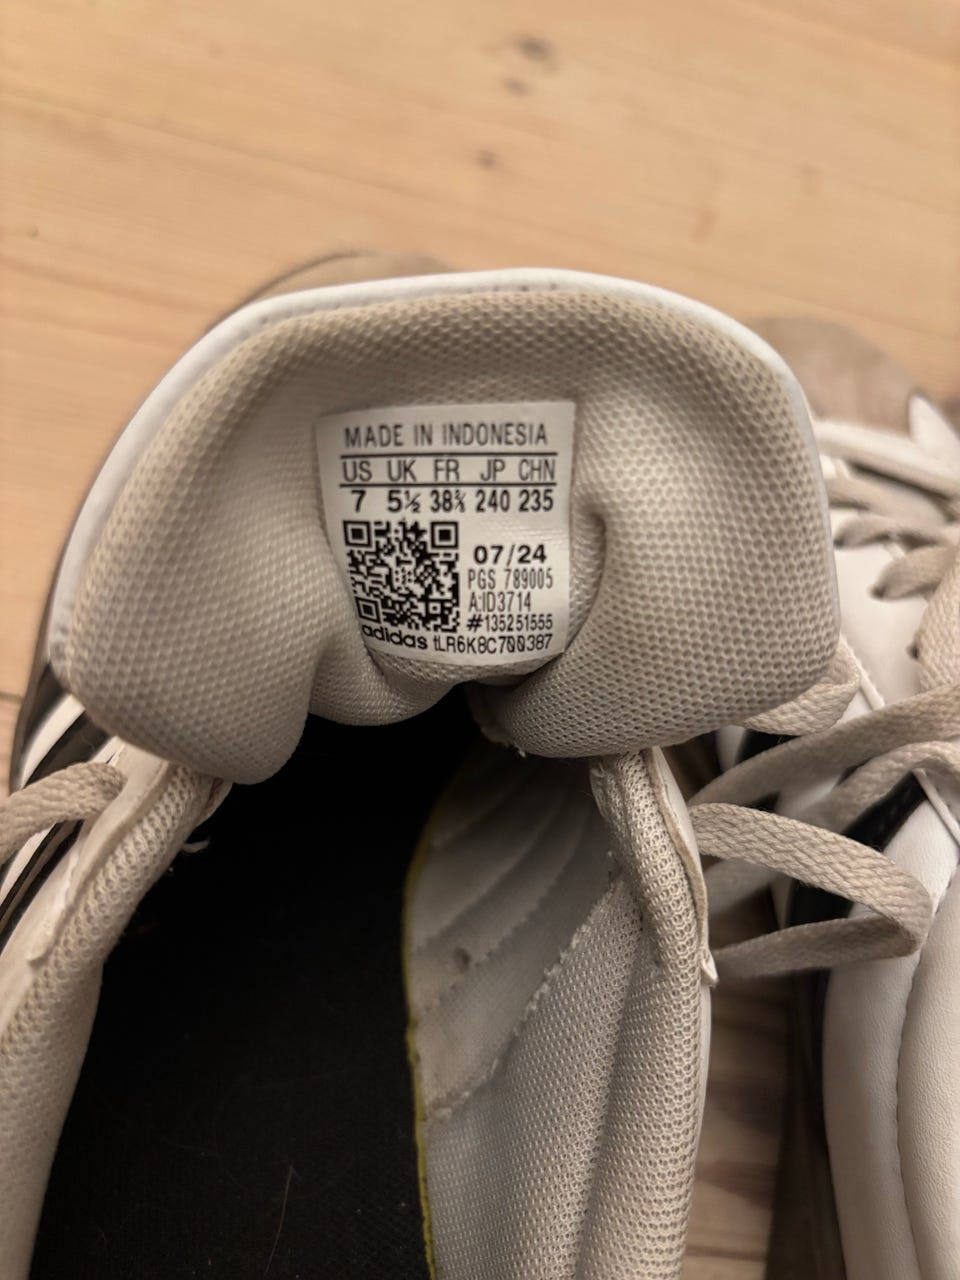 MADE IN INDONESIA
US UK FR JP CHN
7 5½ 38⅔ 240 235
07/24
PGS 789005
A:ID3714
#135251555
adidas tLR6K8C700387